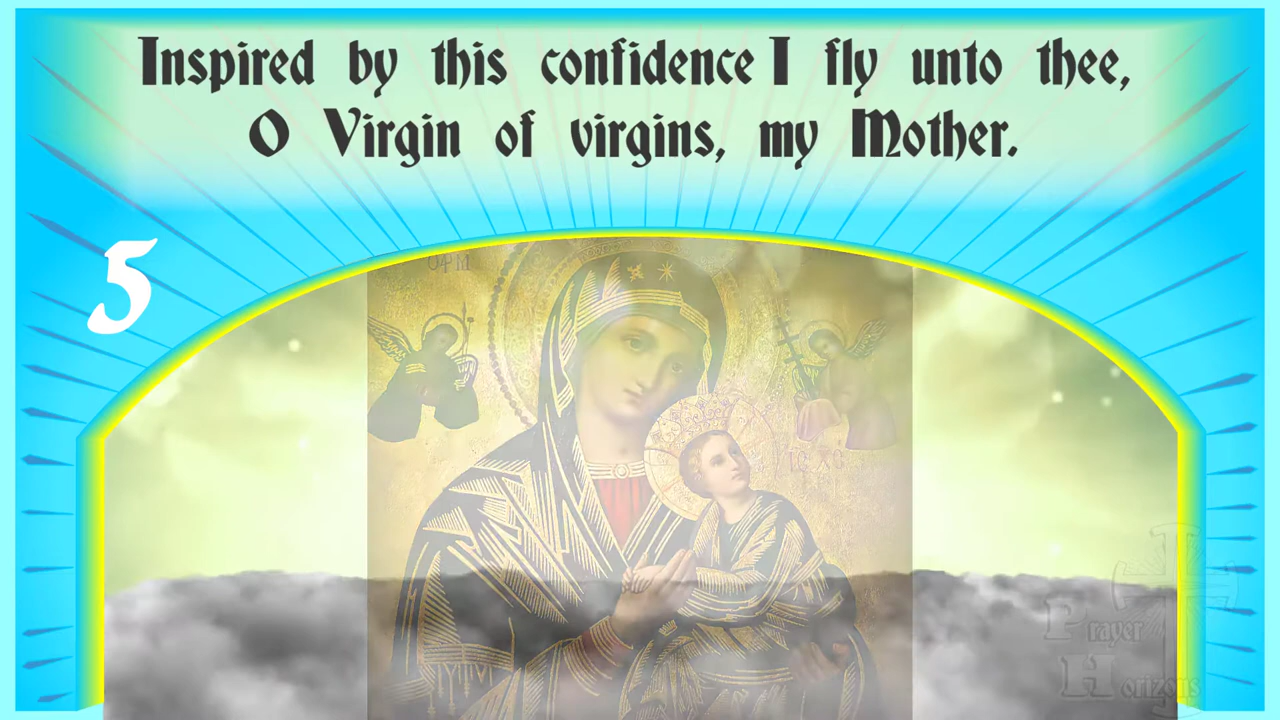 Inspired by this confidence I fly unto thee,
O Virgin of virgins, my Mother.
5
Prayer
Horizons